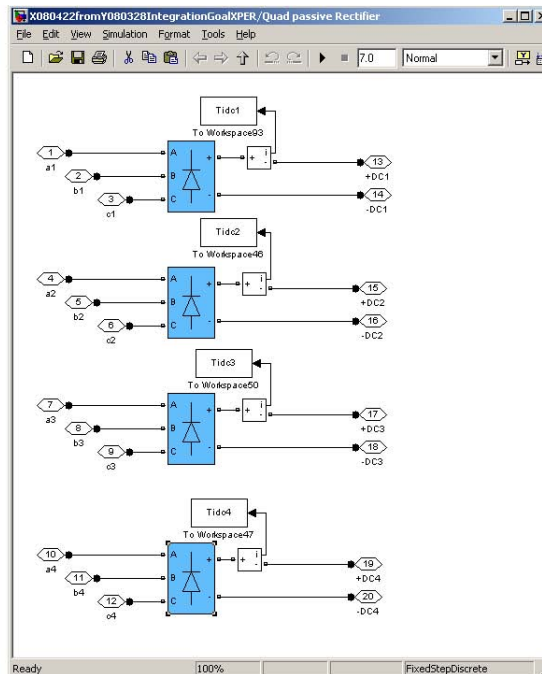 X080422fromY080328IntegrationGoalXPER/Quad passive Rectifier
File Edit View Simulation Format Tools Help
7.0 Normal
Tidc1
To Workspace93
1 A + + i -
a1
2 B
b1
3 C -
c1
13
+DC1
14
-DC1
Tidc2
To Workspace46
4 A + + i -
a2
5 B
b2
6 C -
c2
15
+DC2
16
-DC2
Tidc3
To Workspace50
7 A + + i -
a3
8 B
b3
9 C -
c3
17
+DC3
18
-DC3
Tidc4
To Workspace47
10 A + + i -
a4
11 B
b4
12 C -
c4
19
+DC4
20
-DC4
Ready 100% FixedStepDiscrete